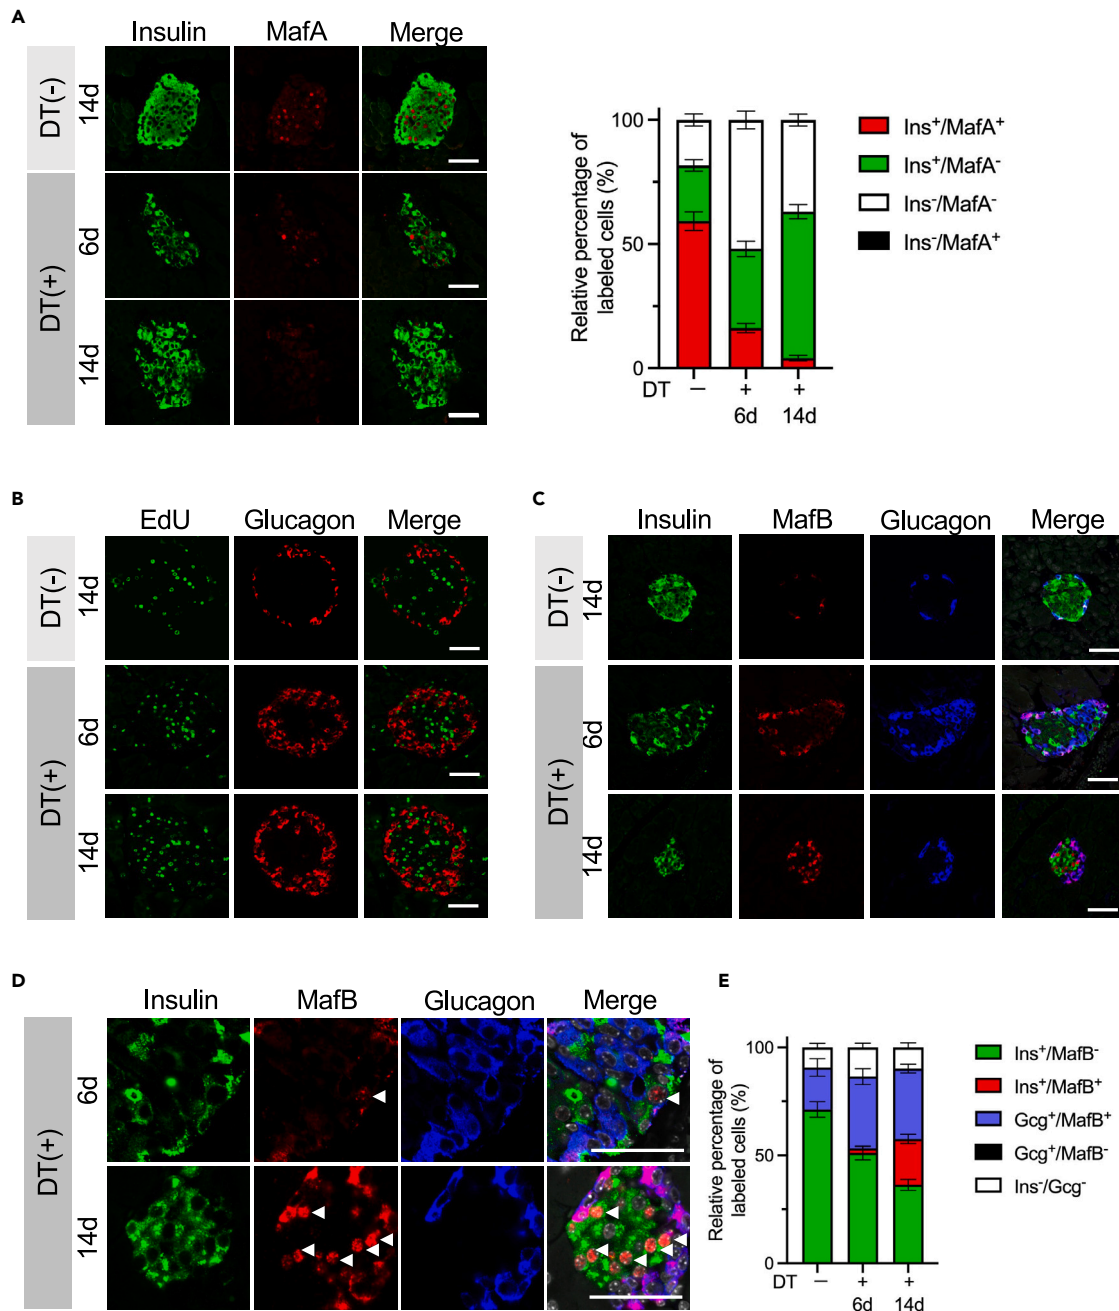 A
Insulin MafA Merge
DT(-) 14d
DT(+) 6d
14d
Relative percentage of
labeled cells (%)
100
50
0
DT − + +
6d 14d
Ins+/MafA+
Ins+/MafA-
Ins-/MafA-
Ins-/MafA+
B
EdU Glucagon Merge
DT(-) 14d
DT(+) 6d
14d
C
Insulin MafB Glucagon Merge
DT(-) 14d
DT(+) 6d
14d
D
Insulin MafB Glucagon Merge
DT(+) 6d
14d
E
Relative percentage of
labeled cells (%)
100
50
0
DT − + +
6d 14d
Ins+/MafB-
Ins+/MafB+
Gcg+/MafB+
Gcg+/MafB-
Ins-/Gcg-